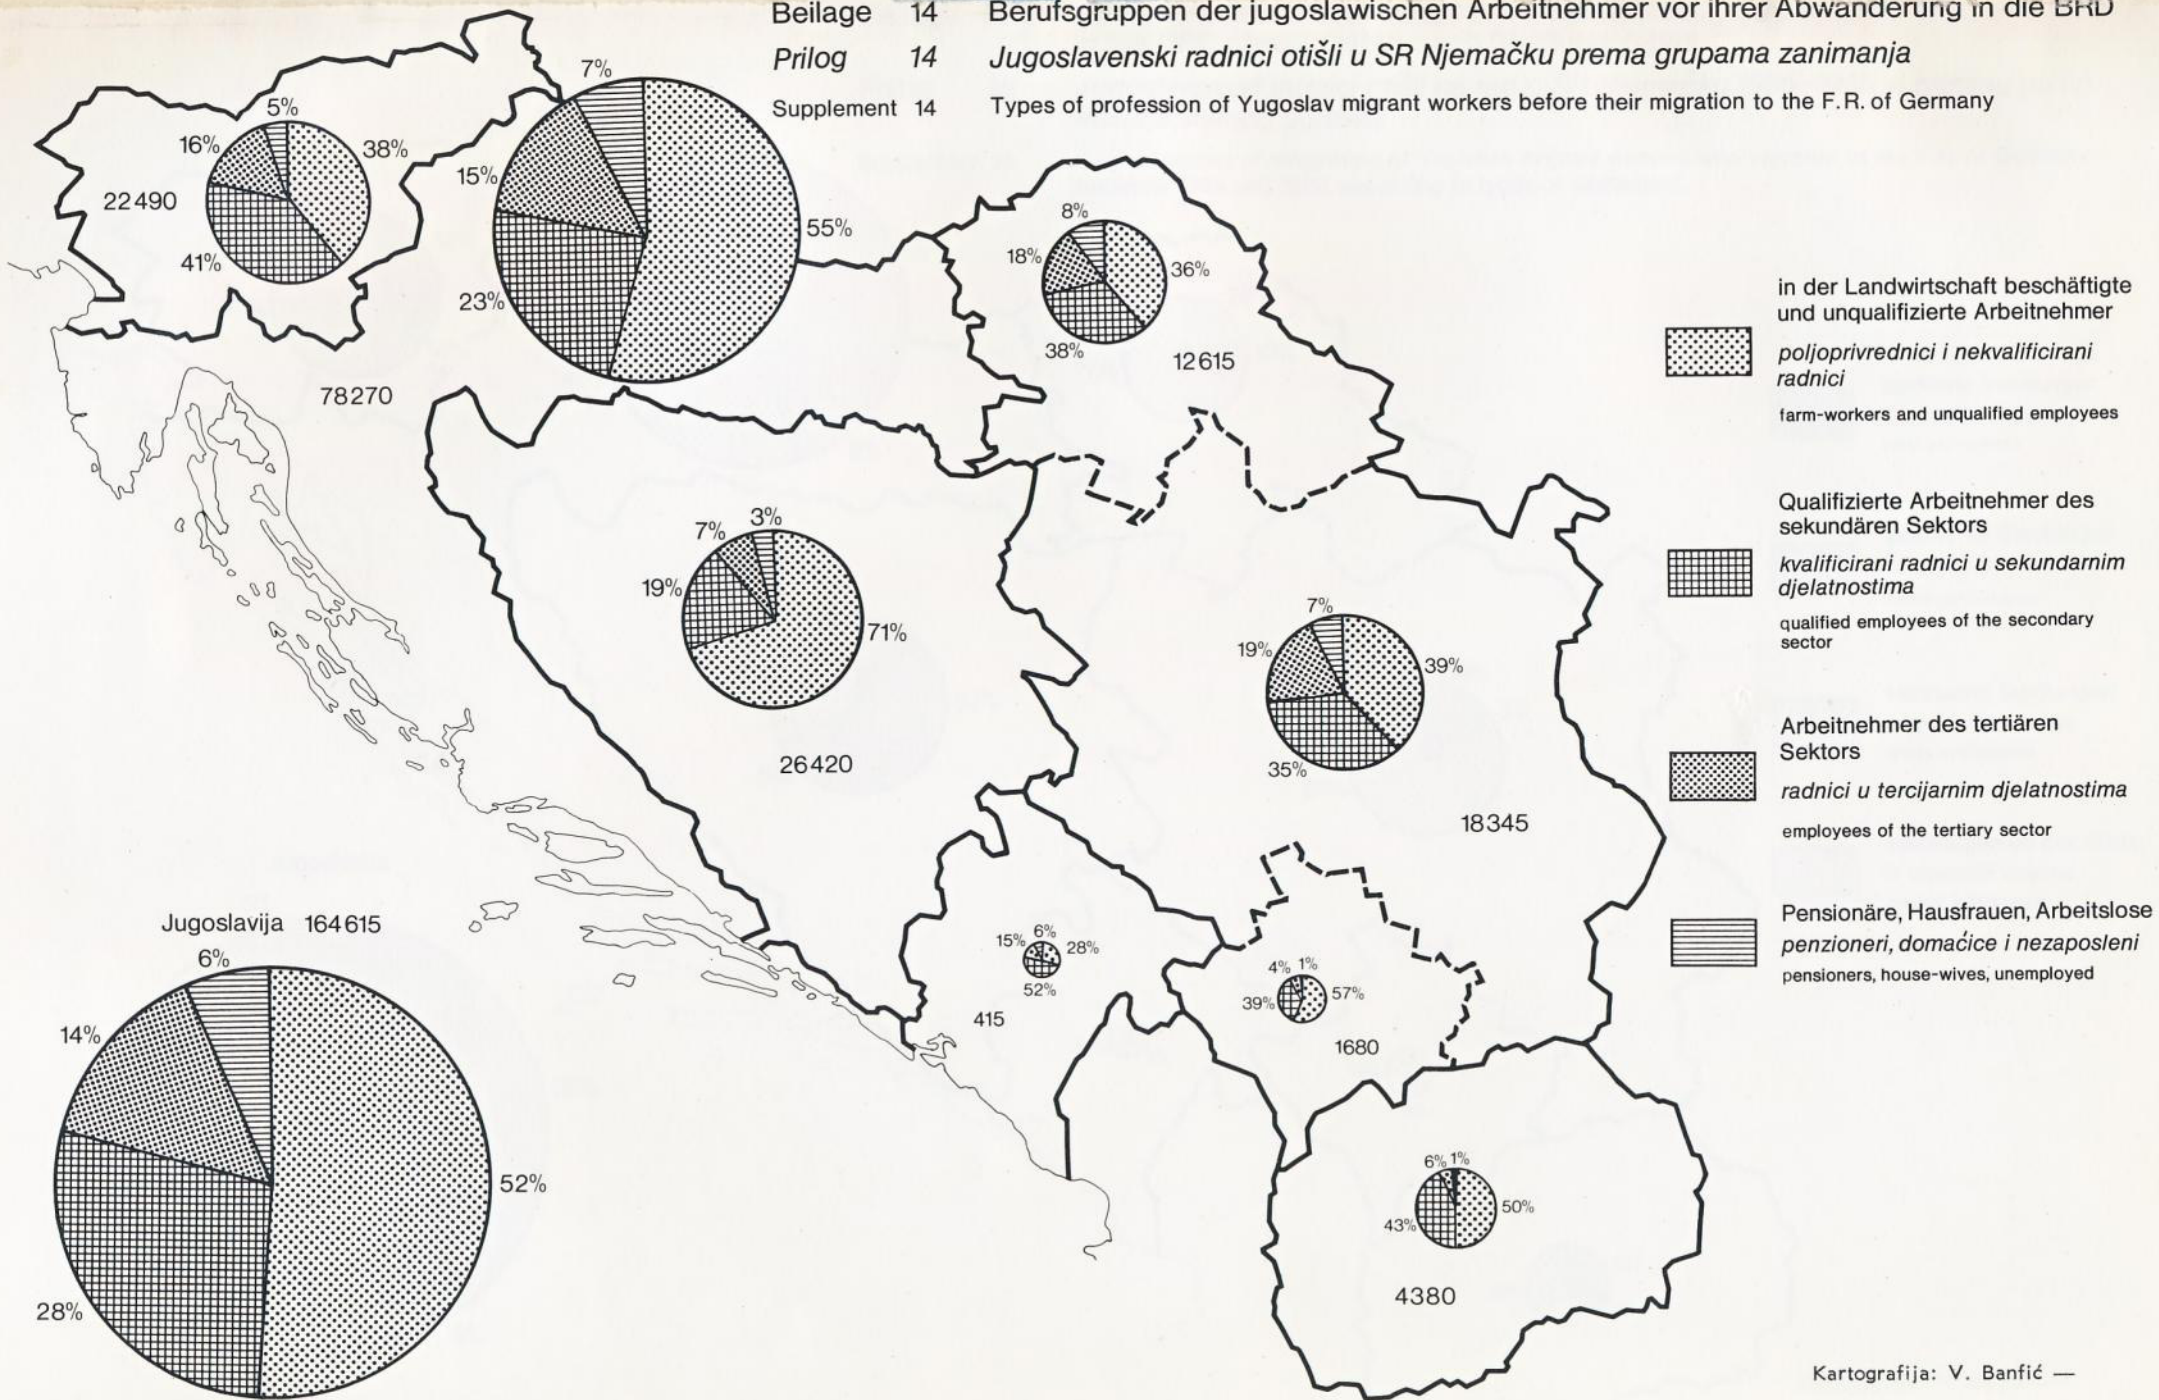 Beilage 14 Berufsgruppen der jugoslawischen Arbeitnehmer vor ihrer Abwanderung in die BRD
Prilog 14 Jugoslavenski radnici otišli u SR Njemačku prema grupama zanimanja
Supplement 14 Types of profession of Yugoslav migrant workers before their migration to the F.R. of Germany
5%
16%
38%
22490
41%
7%
15%
55%
23%
78270
8%
18%
36%
38%
12615
3%
7%
19%
71%
26420
7%
19%
39%
35%
18345
6%
15%
28%
52%
415
4% 1%
39%
57%
1680
6% 1%
50%
43%
4380
Jugoslavija 164615
6%
14%
52%
28%
in der Landwirtschaft beschäftigte
und unqualifizierte Arbeitnehmer
poljoprivrednici i nekvalificirani
radnici
farm-workers and unqualified employees
Qualifizierte Arbeitnehmer des
sekundären Sektors
kvalificirani radnici u sekundarnim
djelatnostima
qualified employees of the secondary
sector
Arbeitnehmer des tertiären
Sektors
radnici u tercijarnim djelatnostima
employees of the tertiary sector
Pensionäre, Hausfrauen, Arbeitslose
penzioneri, domaćice i nezaposleni
pensioners, house-wives, unemployed
Kartografija: V. Banfić —